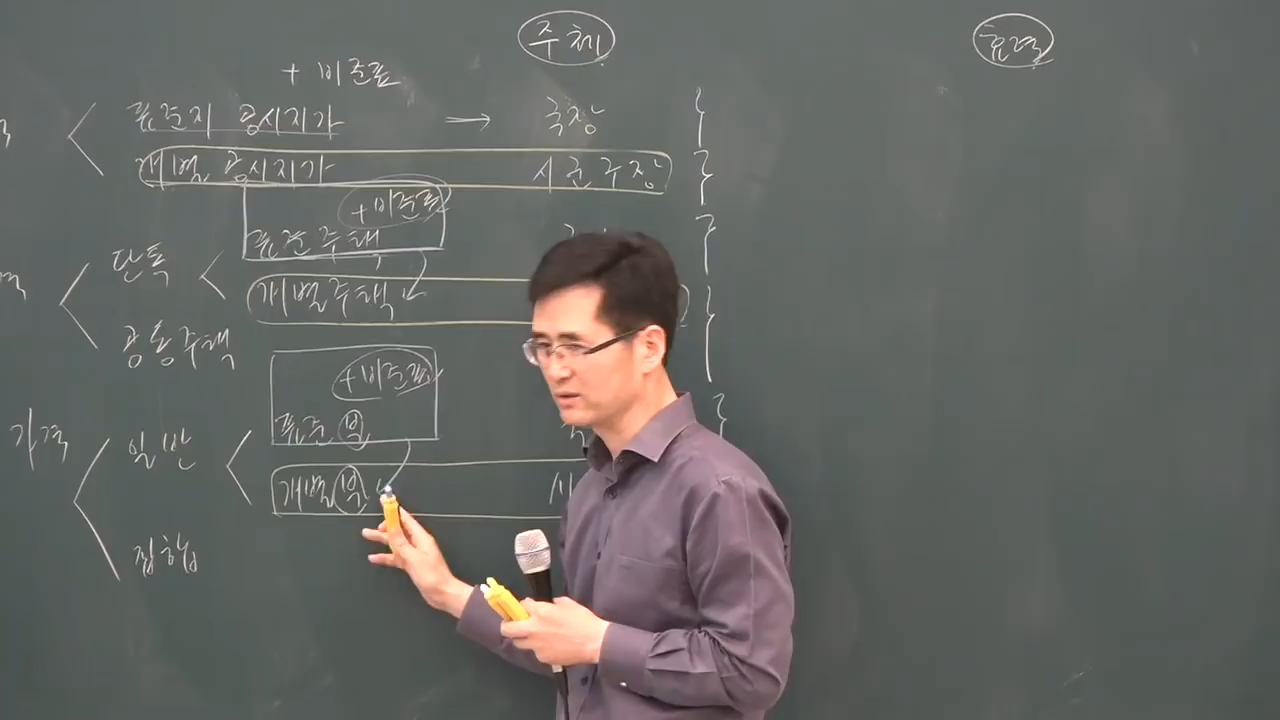 주체
효력
+ 비준표
표준지 공시지가 → 국장
개별 공시지가 시군구장
+비준표
표준주택
단독
개별주택
공동주택
+비준표
표준 부
가격
일반
개별 부 시
집합